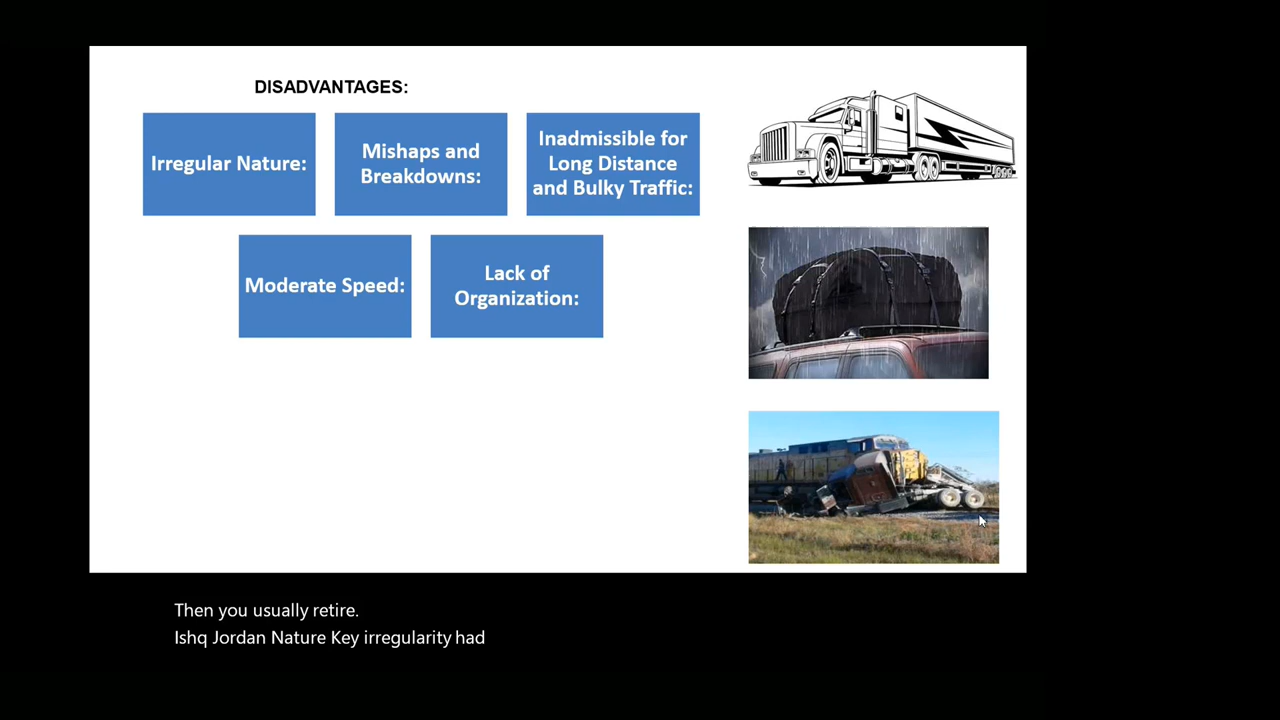 DISADVANTAGES:
Irregular Nature:
Mishaps and
Breakdowns:
Inadmissible for
Long Distance
and Bulky Traffic:
Moderate Speed:
Lack of
Organization:
Then you usually retire.
Ishq Jordan Nature Key irregularity had